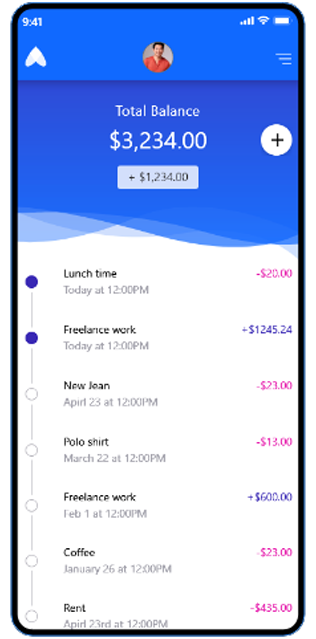 9:41
Total Balance
$3,234.00
+ $1,234.00
Lunch time -$20.00
Today at 12:00PM
Freelance work +$1245.24
Today at 12:00PM
New Jean -$23.00
Apirl 23 at 12:00PM
Polo shirt -$13.00
March 22 at 12:00PM
Freelance work +$600.00
Feb 1 at 12:00PM
Coffee -$23.00
January 26 at 12:00PM
Rent -$435.00
Apirl 23rd at 12:00PM